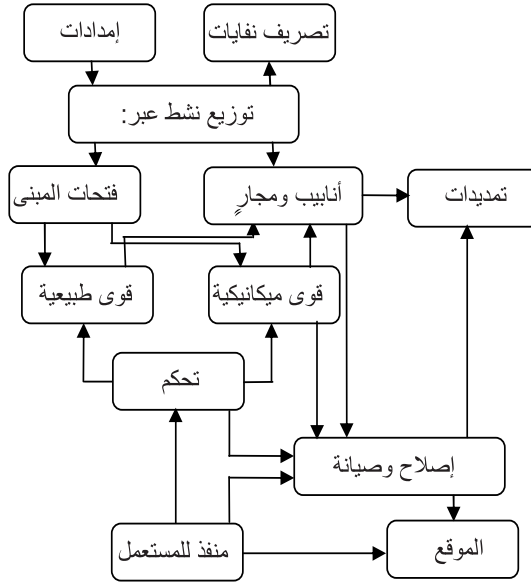 إمدادات
تصريف نفايات
توزيع نشط عبر:
فتحات المبنى
أنابيب ومجارٍ
تمديدات
قوى طبيعية
قوى ميكانيكية
تحكم
إصلاح وصيانة
منفذ للمستعمل
الموقع